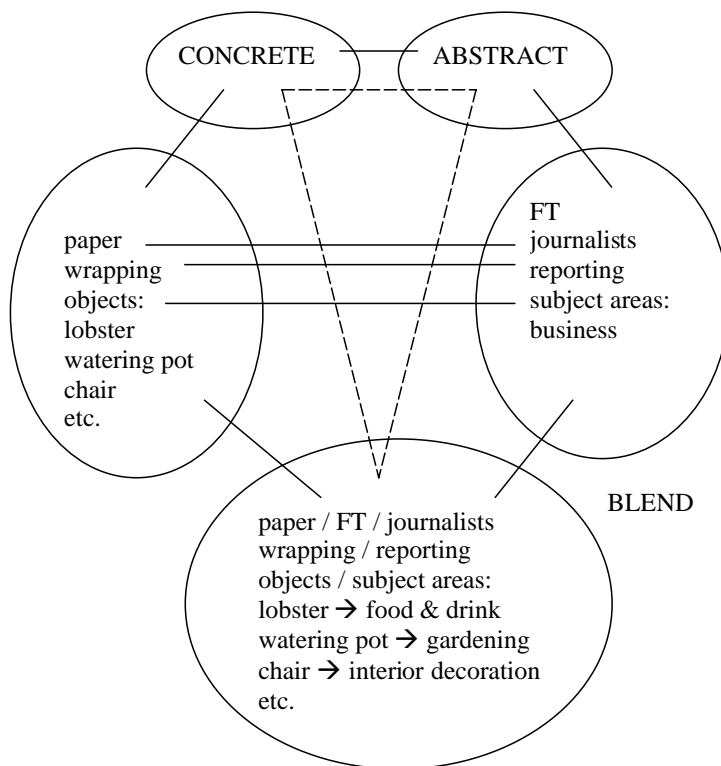 CONCRETE
ABSTRACT
paper
wrapping
objects:
lobster
watering pot
chair
etc.
FT
journalists
reporting
subject areas:
business
BLEND
paper / FT / journalists
wrapping / reporting
objects / subject areas:
lobster → food & drink
watering pot → gardening
chair → interior decoration
etc.